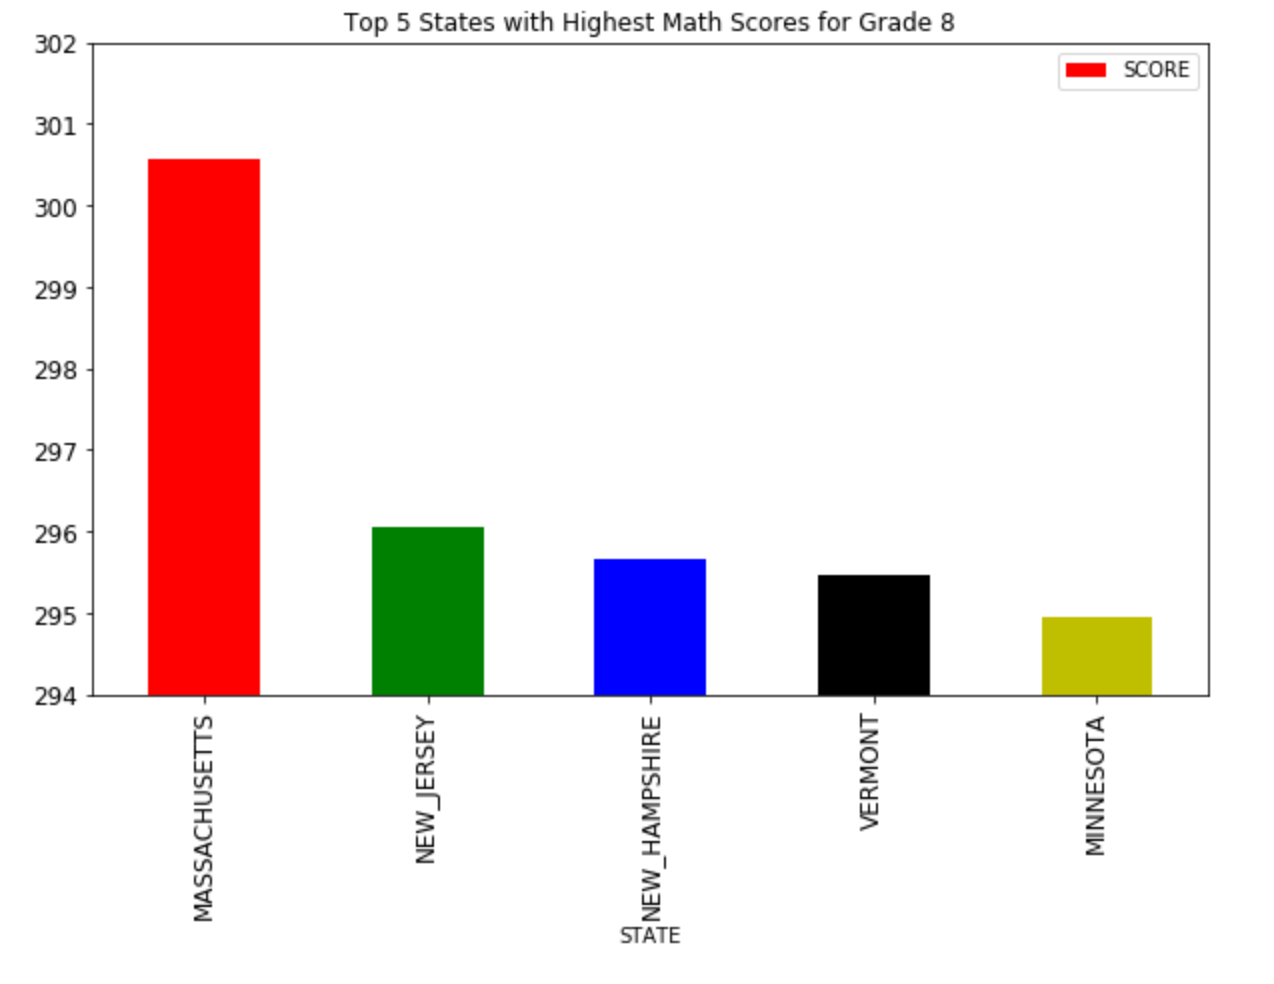 Top 5 States with Highest Math Scores for Grade 8
SCORE
302
301
300
299
298
297
296
295
294
MASSACHUSETTS
NEW_JERSEY
NEW_HAMPSHIRE
VERMONT
MINNESOTA
STATE